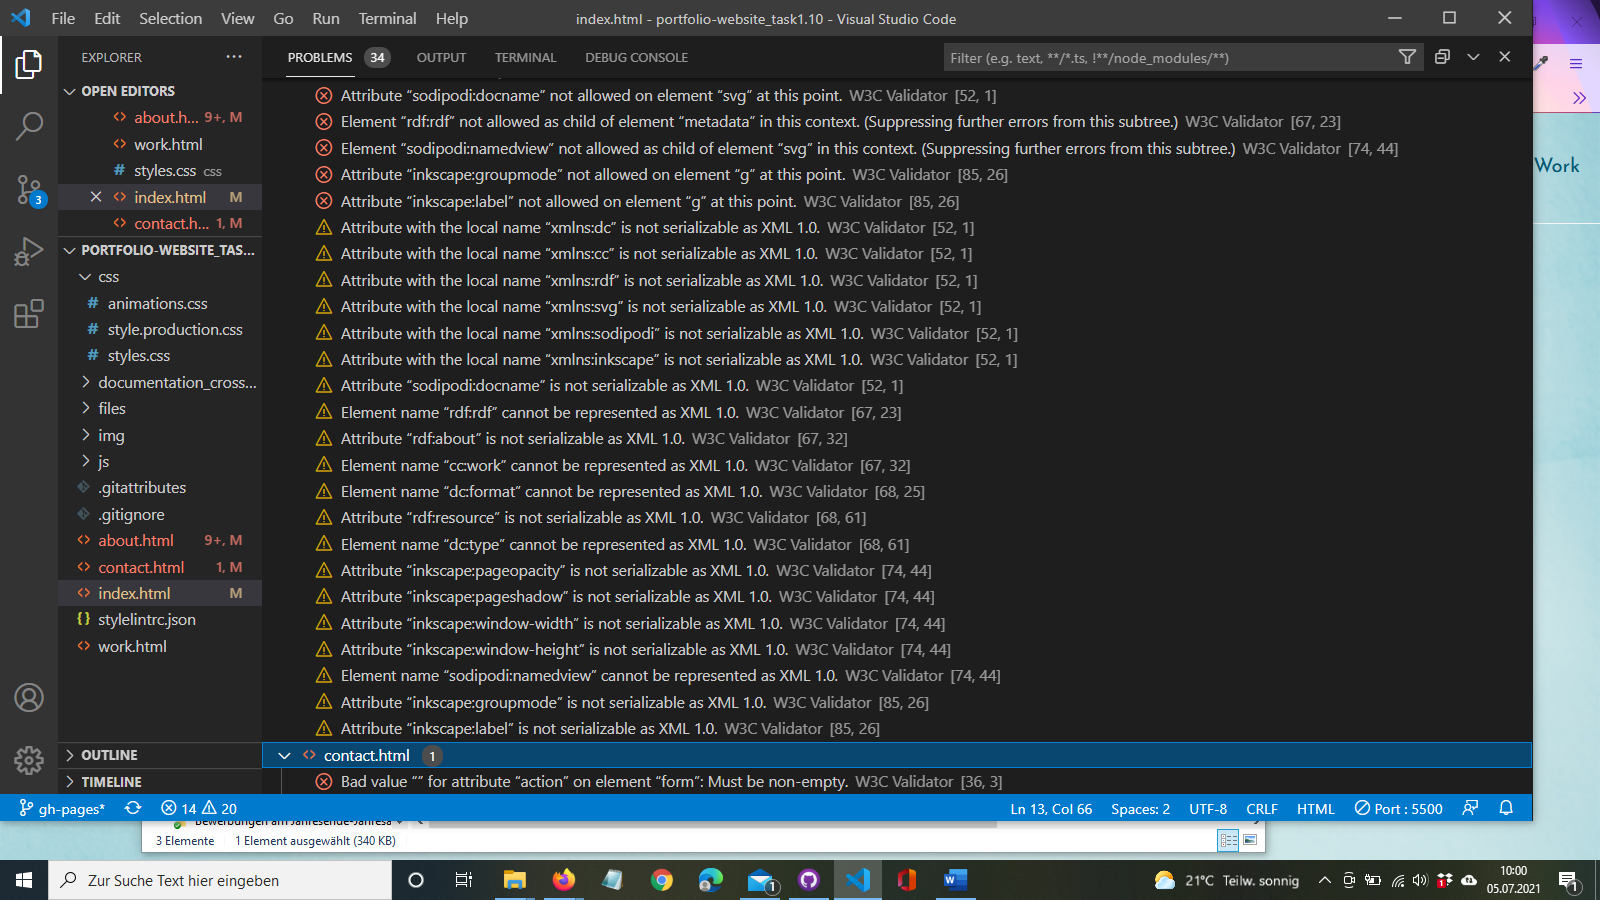 File Edit Selection View Go Run Terminal Help
index.html - portfolio-website_task1.10 - Visual Studio Code
EXPLORER
OPEN EDITORS
about.h... 9+, M
work.html
styles.css css
index.html M
contact.h... 1, M
PORTFOLIO-WEBSITE_TAS...
css
animations.css
style.production.css
styles.css
documentation_cross...
files
img
js
.gitattributes
.gitignore
about.html 9+, M
contact.html 1, M
index.html M
stylelintrc.json
work.html
OUTLINE
TIMELINE
3
PROBLEMS 34 OUTPUT TERMINAL DEBUG CONSOLE
Filter (e.g. text, **/*.ts, !**/node_modules/**)
Attribute “sodipodi:docname” not allowed on element “svg” at this point. W3C Validator [52, 1]
Element “rdf:rdf” not allowed as child of element “metadata” in this context. (Suppressing further errors from this subtree.) W3C Validator [67, 23]
Element “sodipodi:namedview” not allowed as child of element “svg” in this context. (Suppressing further errors from this subtree.) W3C Validator [74, 44]
Attribute “inkscape:groupmode” not allowed on element “g” at this point. W3C Validator [85, 26]
Attribute “inkscape:label” not allowed on element “g” at this point. W3C Validator [85, 26]
Attribute with the local name “xmlns:dc” is not serializable as XML 1.0. W3C Validator [52, 1]
Attribute with the local name “xmlns:cc” is not serializable as XML 1.0. W3C Validator [52, 1]
Attribute with the local name “xmlns:rdf” is not serializable as XML 1.0. W3C Validator [52, 1]
Attribute with the local name “xmlns:svg” is not serializable as XML 1.0. W3C Validator [52, 1]
Attribute with the local name “xmlns:sodipodi” is not serializable as XML 1.0. W3C Validator [52, 1]
Attribute with the local name “xmlns:inkscape” is not serializable as XML 1.0. W3C Validator [52, 1]
Attribute “sodipodi:docname” is not serializable as XML 1.0. W3C Validator [52, 1]
Element name “rdf:rdf” cannot be represented as XML 1.0. W3C Validator [67, 23]
Attribute “rdf:about” is not serializable as XML 1.0. W3C Validator [67, 32]
Element name “cc:work” cannot be represented as XML 1.0. W3C Validator [67, 32]
Element name “dc:format” cannot be represented as XML 1.0. W3C Validator [68, 25]
Attribute “rdf:resource” is not serializable as XML 1.0. W3C Validator [68, 61]
Element name “dc:type” cannot be represented as XML 1.0. W3C Validator [68, 61]
Attribute “inkscape:pageopacity” is not serializable as XML 1.0. W3C Validator [74, 44]
Attribute “inkscape:pageshadow” is not serializable as XML 1.0. W3C Validator [74, 44]
Attribute “inkscape:window-width” is not serializable as XML 1.0. W3C Validator [74, 44]
Attribute “inkscape:window-height” is not serializable as XML 1.0. W3C Validator [74, 44]
Element name “sodipodi:namedview” cannot be represented as XML 1.0. W3C Validator [74, 44]
Attribute “inkscape:groupmode” is not serializable as XML 1.0. W3C Validator [85, 26]
Attribute “inkscape:label” is not serializable as XML 1.0. W3C Validator [85, 26]
contact.html 1
Bad value “” for attribute “action” on element “form”: Must be non-empty. W3C Validator [36, 3]
Work
gh-pages* 14 20 Ln 13, Col 66 Spaces: 2 UTF-8 CRLF HTML Port : 5500
Bewerbungen am Jahresende-Jahresa
3 Elemente 1 Element ausgewählt (340 KB)
Zur Suche Text hier eingeben
1
21°C Teilw. sonnig
10:00
05.07.2021
1